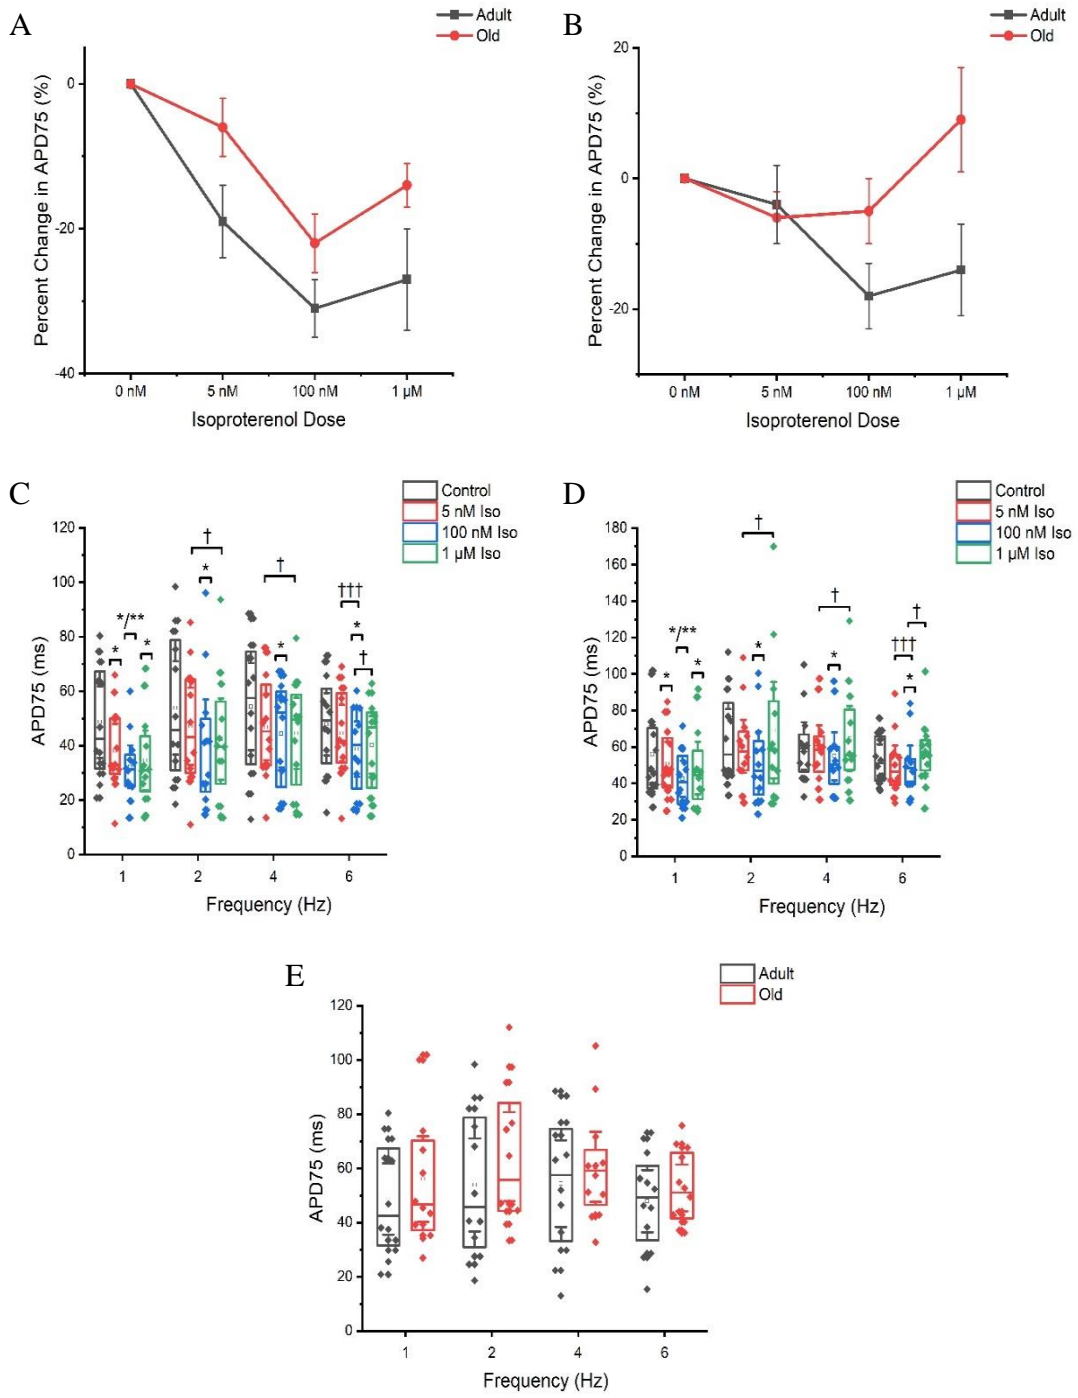 A
Adult
Old
Percent Change in APD75 (%)
0
-20
-40
0 nM
5 nM
100 nM
1 µM
Isoproterenol Dose
B
Adult
Old
Percent Change in APD75 (%)
20
0
-20
0 nM
5 nM
100 nM
1 µM
Isoproterenol Dose
C
Control
5 nM Iso
100 nM Iso
1 µM Iso
APD75 (ms)
120
100
80
60
40
20
0
*
*/**
*
†
*
†
*
†††
*
†
1
2
4
6
Frequency (Hz)
D
Control
5 nM Iso
100 nM Iso
1 µM Iso
APD75 (ms)
180
160
140
120
100
80
60
40
20
0
*
*/**
*
†
*
†
*
†††
†
*
1
2
4
6
Frequency (Hz)
E
Adult
Old
APD75 (ms)
120
100
80
60
40
20
0
1
2
4
6
Frequency (Hz)